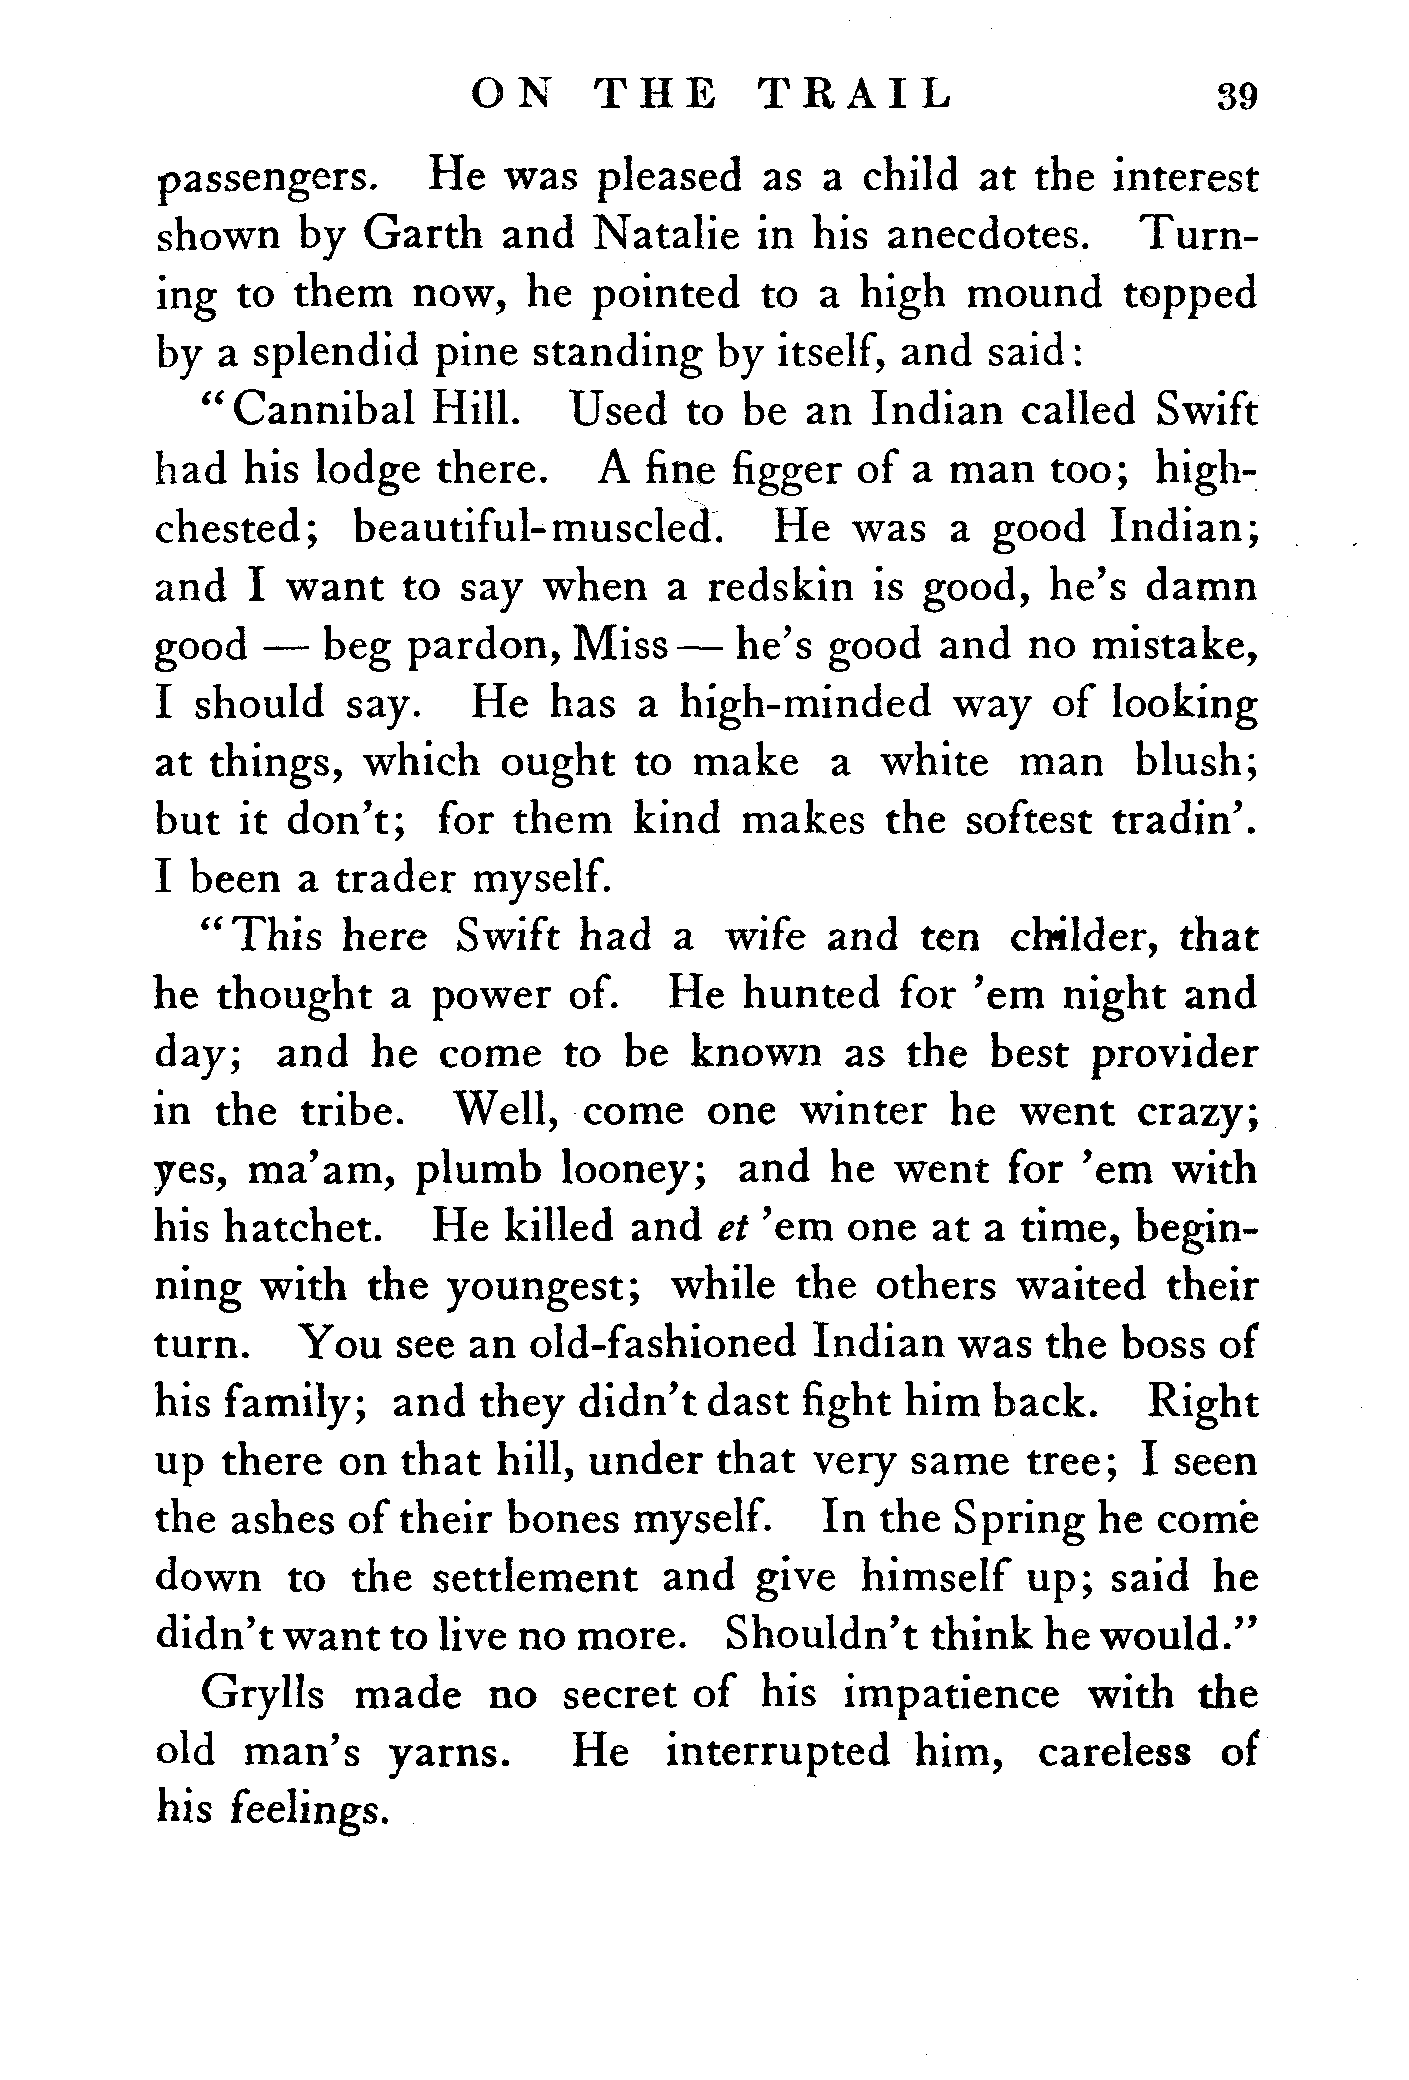 ON THE TRAIL 39
passengers. He was pleased as a child at the interest
shown by Garth and Natalie in his anecdotes. Turn-
ing to them now, he pointed to a high mound topped
by a splendid pine standing by itself, and said:
“Cannibal Hill. Used to be an Indian called Swift
had his lodge there. A fine figger of a man too; high-
chested; beautiful-muscled. He was a good Indian;
and I want to say when a redskin is good, he’s damn
good — beg pardon, Miss — he’s good and no mistake,
I should say. He has a high-minded way of looking
at things, which ought to make a white man blush;
but it don’t; for them kind makes the softest tradin’.
I been a trader myself.
“This here Swift had a wife and ten childer, that
he thought a power of. He hunted for ’em night and
day; and he come to be known as the best provider
in the tribe. Well, come one winter he went crazy;
yes, ma’am, plumb looney; and he went for ’em with
his hatchet. He killed and et ’em one at a time, begin-
ning with the youngest; while the others waited their
turn. You see an old-fashioned Indian was the boss of
his family; and they didn’t dast fight him back. Right
up there on that hill, under that very same tree; I seen
the ashes of their bones myself. In the Spring he come
down to the settlement and give himself up; said he
didn’t want to live no more. Shouldn’t think he would.”
Grylls made no secret of his impatience with the
old man’s yarns. He interrupted him, careless of
his feelings.